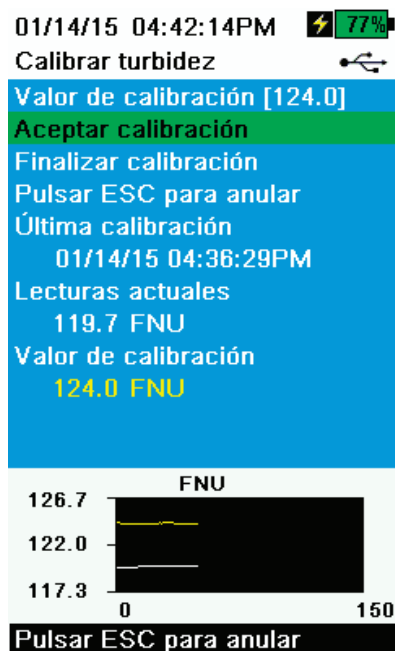 01/14/15 04:42:14PM 77%
Calibrar turbidez
Valor de calibración [124.0]
Aceptar calibración
Finalizar calibración
Pulsar ESC para anular
Última calibración
01/14/15 04:36:29PM
Lecturas actuales
119.7 FNU
Valor de calibración
124.0 FNU
FNU
126.7
122.0
117.3
0 150
Pulsar ESC para anular